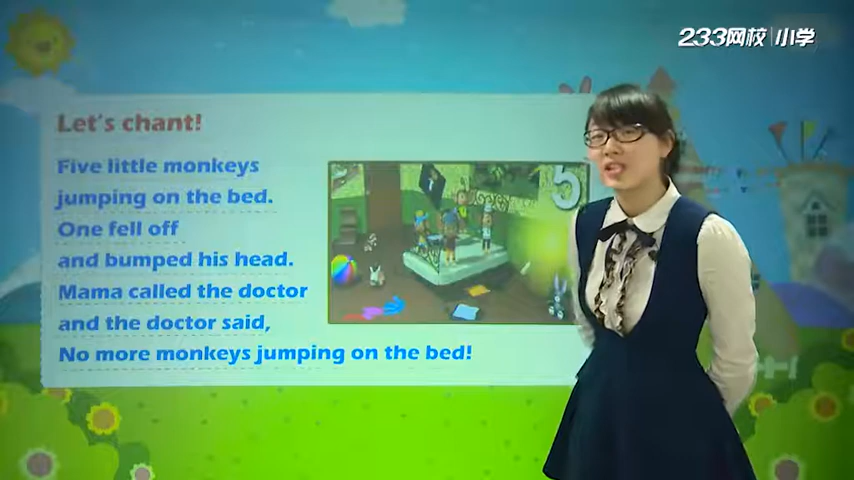 233网校 小学
Let's chant!
Five little monkeys
jumping on the bed.
One fell off
and bumped his head.
Mama called the doctor
and the doctor said,
No more monkeys jumping on the bed!
5